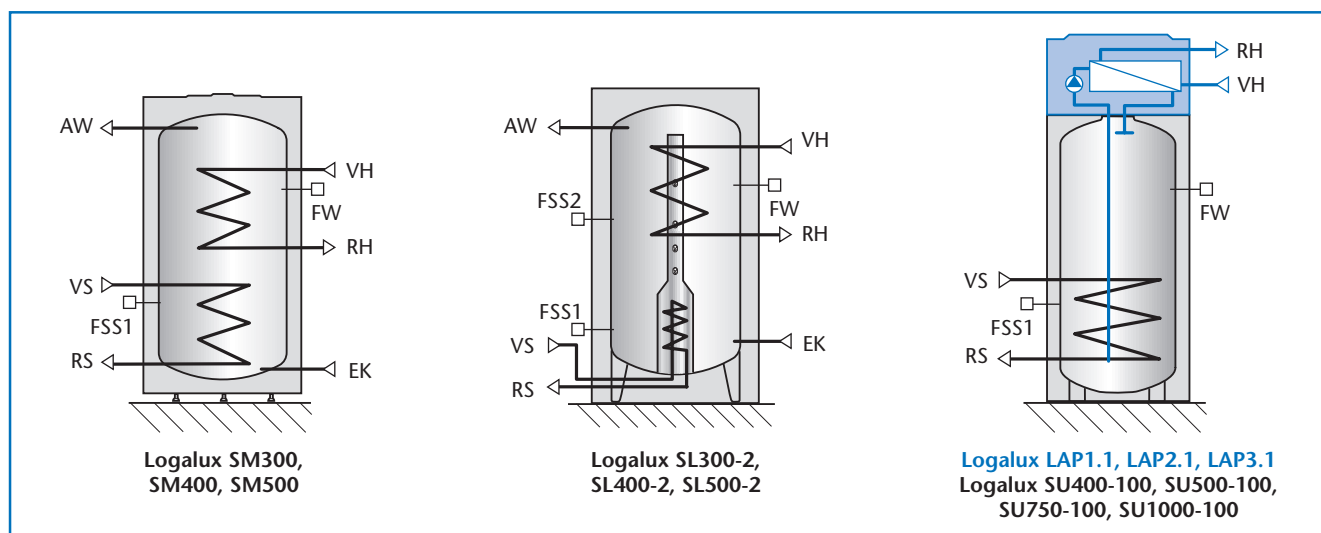 AW
VH
FW
RH
VS
FSS1
RS
EK
Logalux SM300,
SM400, SM500
AW
VH
FSS2
FW
RH
FSS1
VS
EK
RS
Logalux SL300-2,
SL400-2, SL500-2
RH
VH
FW
VS
FSS1
RS
Logalux LAP1.1, LAP2.1, LAP3.1
Logalux SU400-100, SU500-100,
SU750-100, SU1000-100